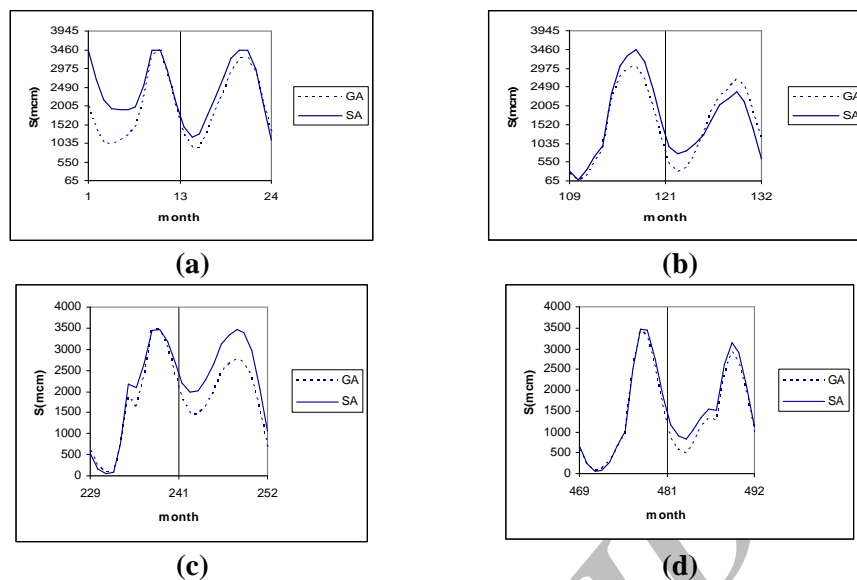 3945
3460
2975
2490
2005
1520
1035
550
65
S(mcm)
1 13 24
month
GA
SA
(a)
3945
3460
2975
2490
2005
1520
1035
550
65
S(mcm)
109 121 132
month
GA
SA
(b)
4000
3500
3000
2500
2000
1500
1000
500
0
S(mcm)
229 241 252
month
GA
SA
(c)
4000
3500
3000
2500
2000
1500
1000
500
0
S(mcm)
469 481 492
month
GA
SA
(d)